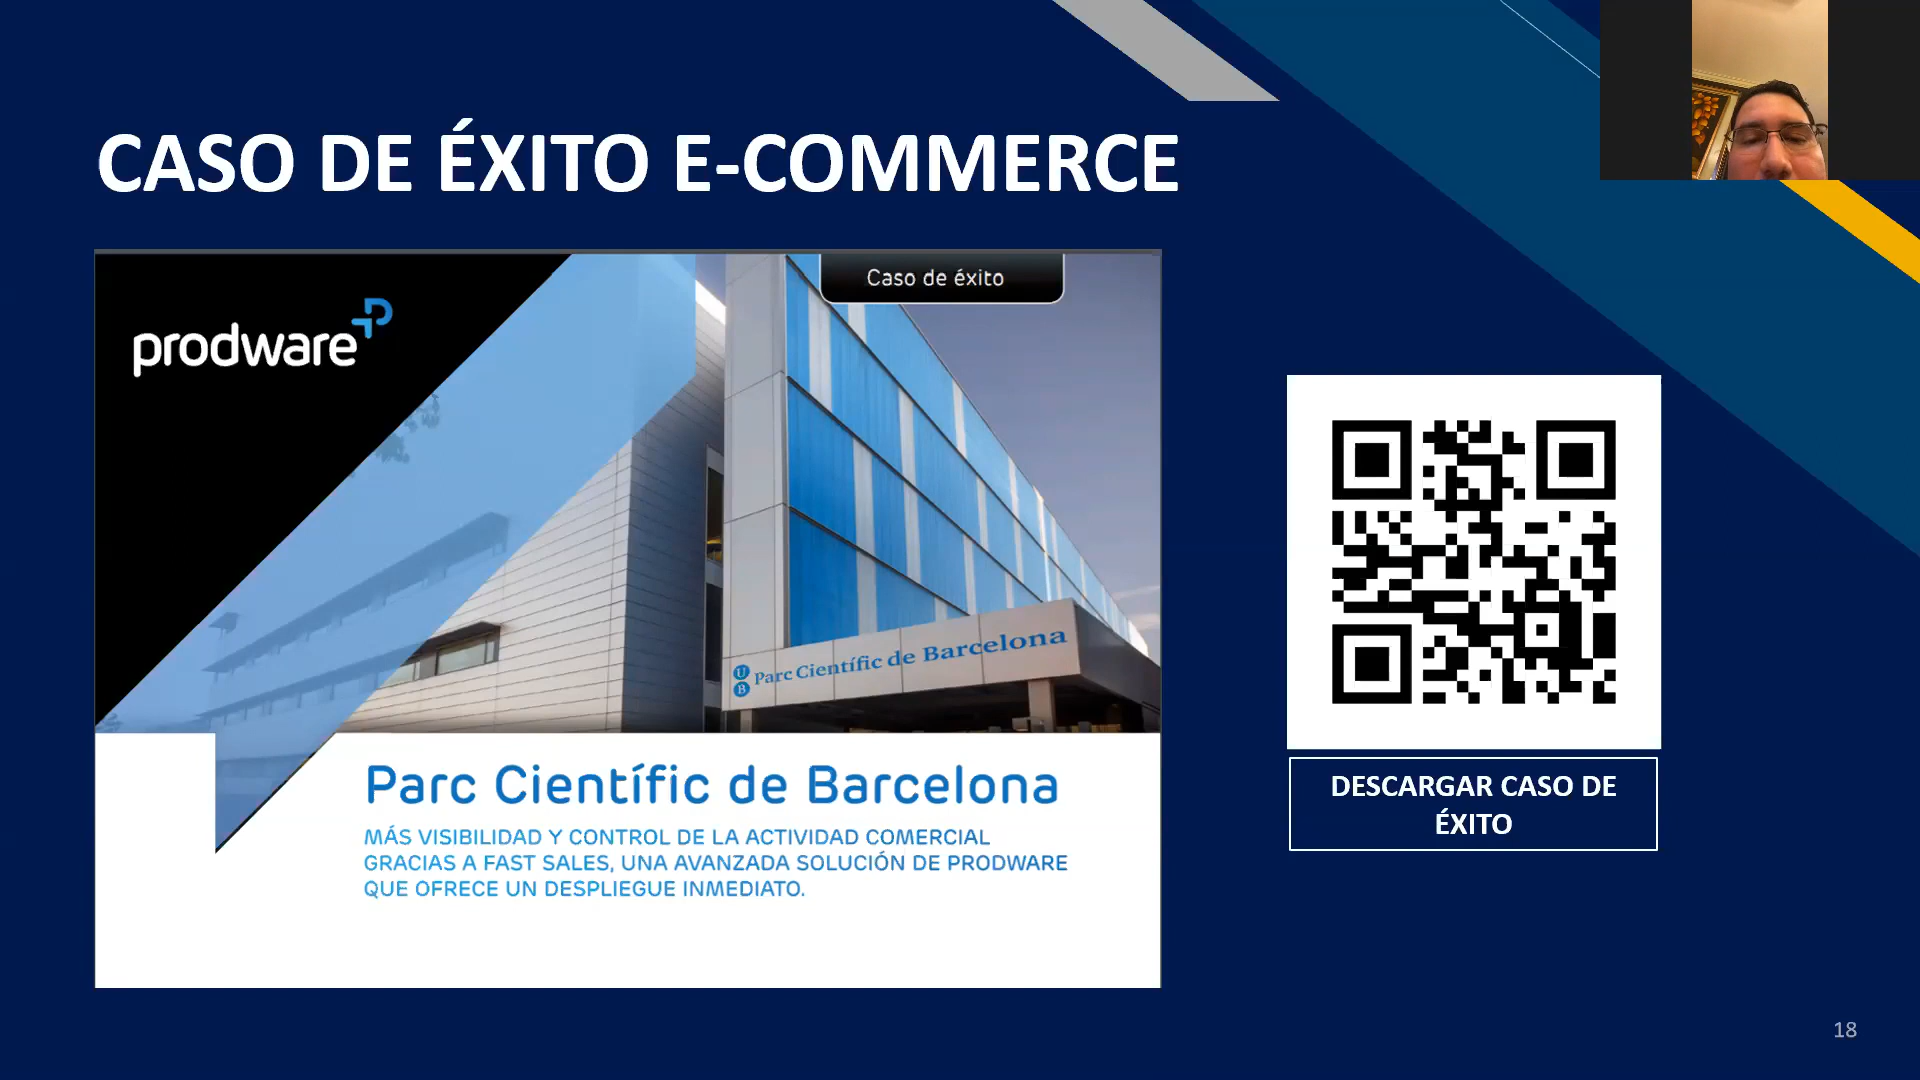 CASO DE ÉXITO E-COMMERCE
Caso de éxito
prodware
U
B
Parc Científic de Barcelona
Parc Científic de Barcelona
MÁS VISIBILIDAD Y CONTROL DE LA ACTIVIDAD COMERCIAL
GRACIAS A FAST SALES, UNA AVANZADA SOLUCIÓN DE PRODWARE
QUE OFRECE UN DESPLIEGUE INMEDIATO.
DESCARGAR CASO DE
ÉXITO
18